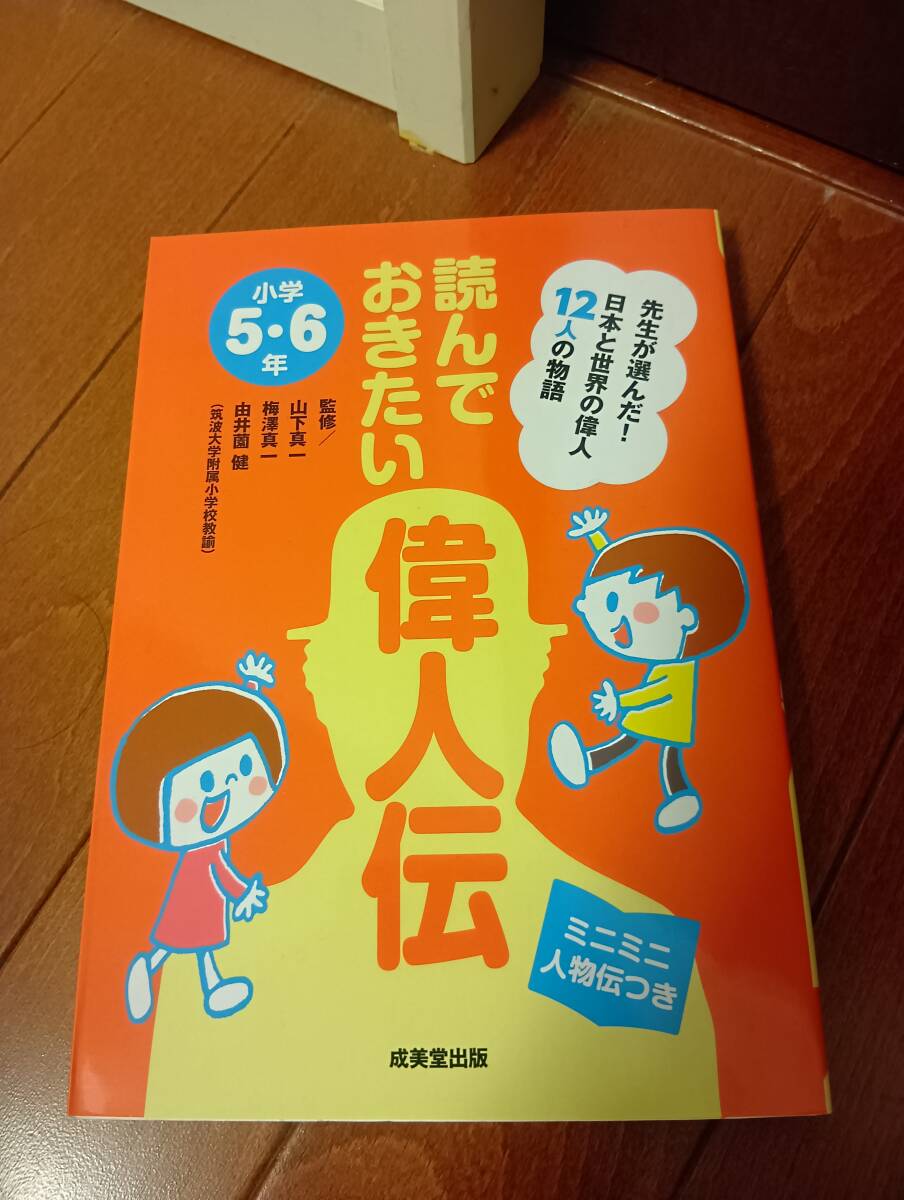 先生が選んだ!
日本と世界の偉人
12人の物語
読んで
おきたい
偉人伝
小学
5・6
年
監修/
山下真一
梅澤真一
由井薗 健
(筑波大学附属小学校教諭)
ミニミニ
人物伝つき
成美堂出版